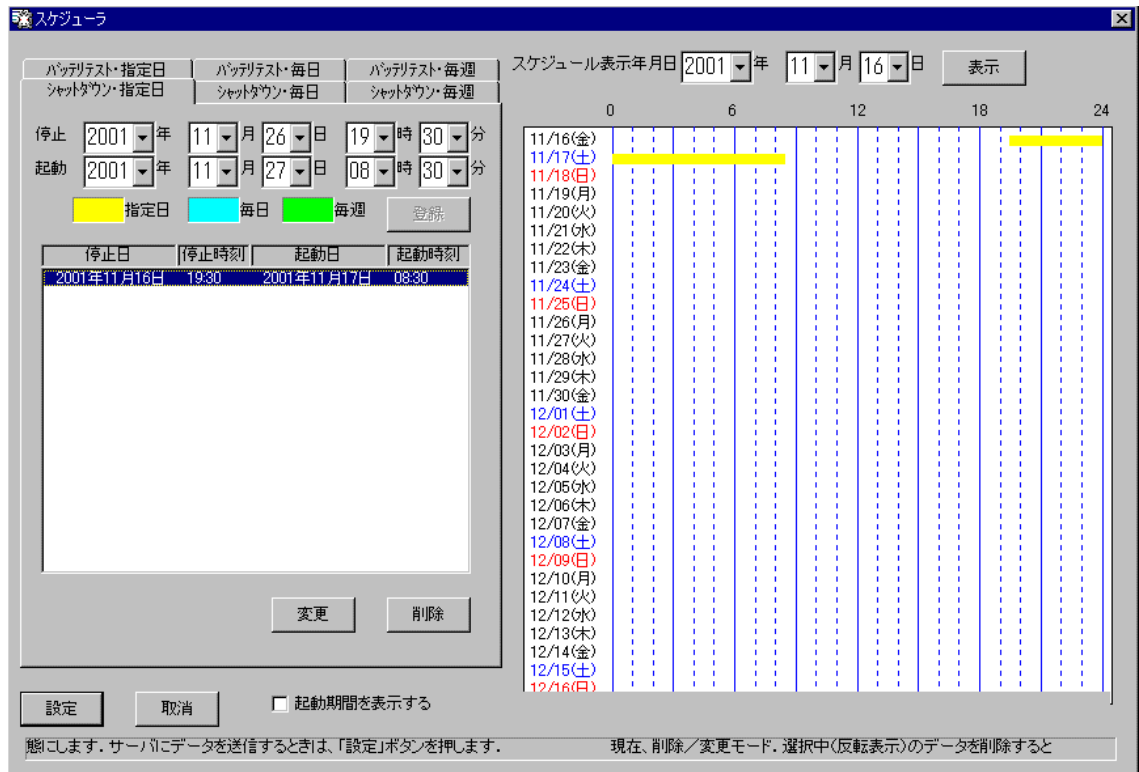 スケジューラ
バッテリテスト・指定日 バッテリテスト・毎日 バッテリテスト・毎週
シャットダウン・指定日 シャットダウン・毎日 シャットダウン・毎週
停止 2001 年 11 月 26 日 19 時 30 分
起動 2001 年 11 月 27 日 08 時 30 分
指定日 毎日 毎週 登録
停止日 停止時刻 起動日 起動時刻
2001年11月16日 19:30 2001年11月17日 08:30
変更 削除
設定 取消 起動期間を表示する
スケジュール表示年月日 2001 年 11 月 16 日 表示
0 6 12 18 24
11/16(金)
11/17(土)
11/18(日)
11/19(月)
11/20(火)
11/21(水)
11/22(木)
11/23(金)
11/24(土)
11/25(日)
11/26(月)
11/27(火)
11/28(水)
11/29(木)
11/30(金)
12/01(土)
12/02(日)
12/03(月)
12/04(火)
12/05(水)
12/06(木)
12/07(金)
12/08(土)
12/09(日)
12/10(月)
12/11(火)
12/12(水)
12/13(木)
12/14(金)
12/15(土)
12/16(日)
態にします．サーバにデータを送信するときは、「設定」ボタンを押します． 現在、削除／変更モード．選択中(反転表示)のデータを削除すると